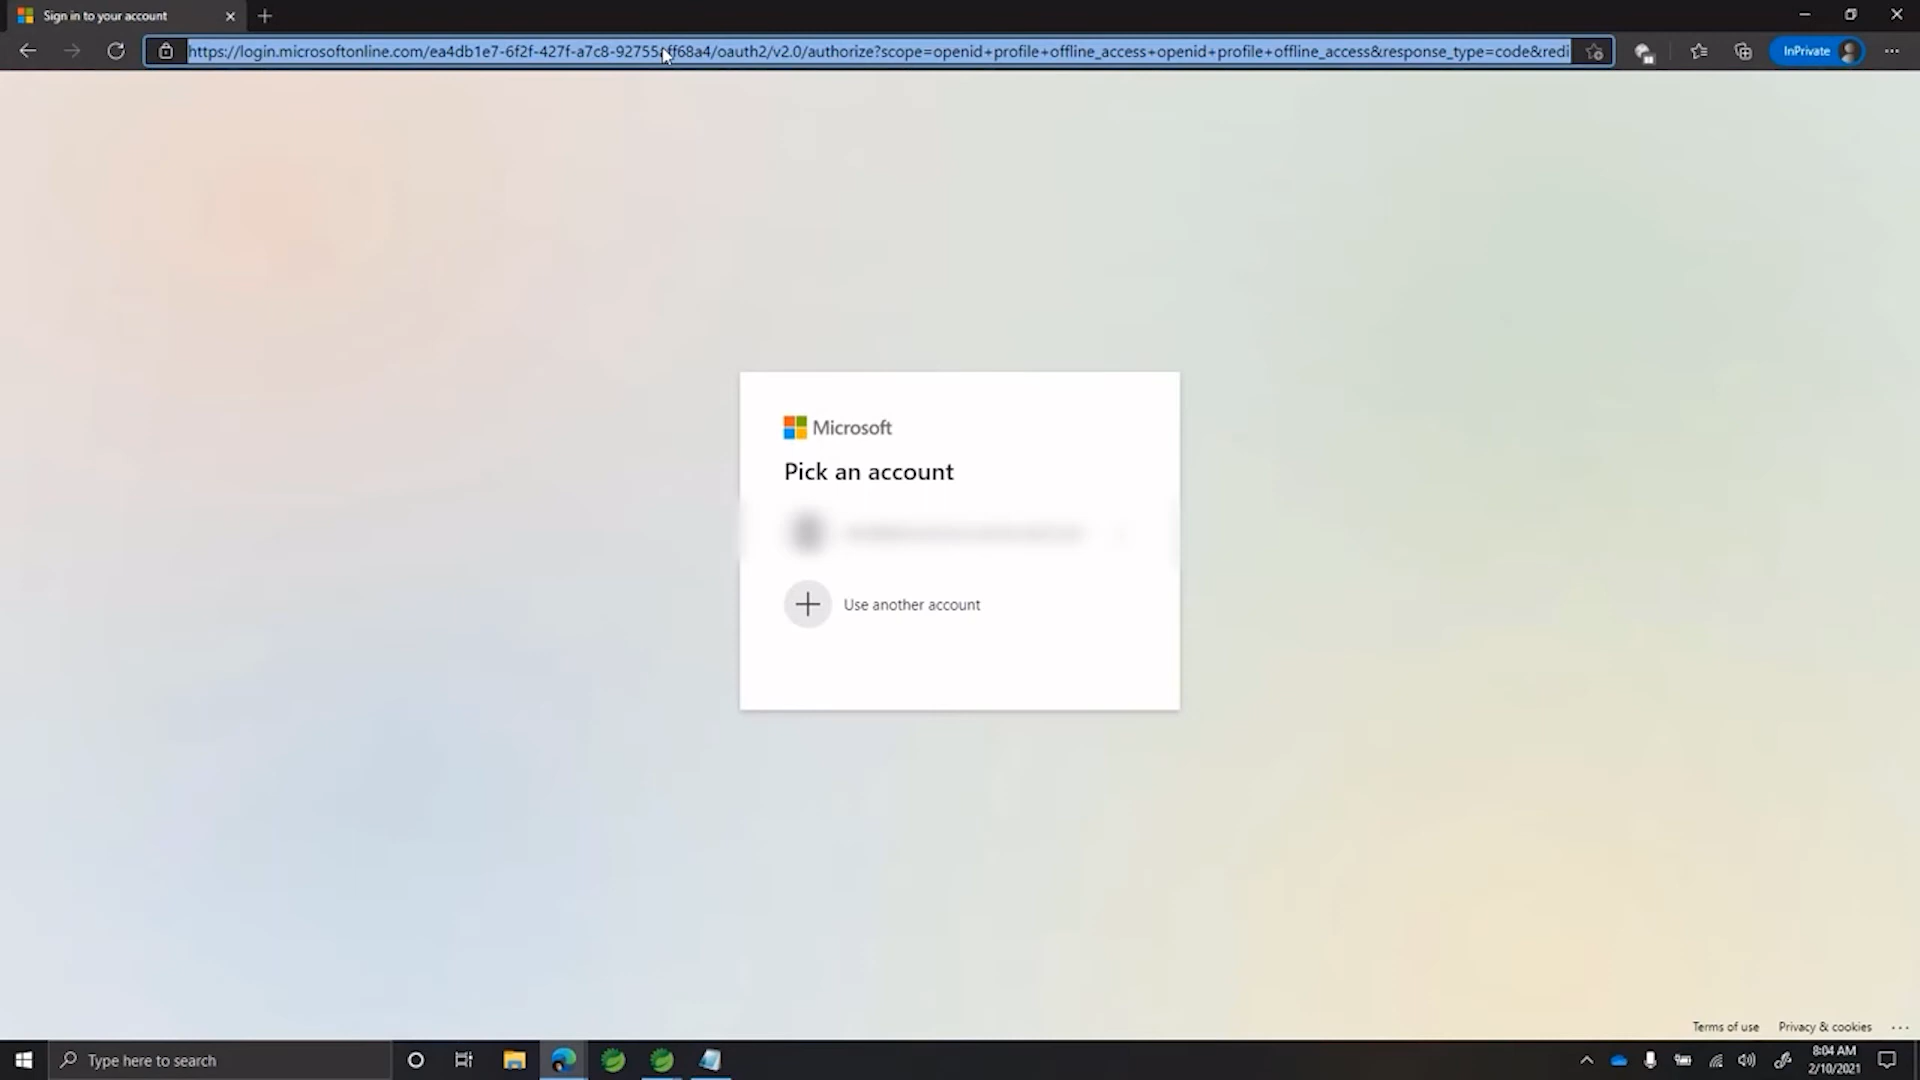 Sign in to your account
https://login.microsoftonline.com/ea4db1e7-6f2f-427f-a7c8-92755 ff68a4/oauth2/v2.0/authorize?scope=openid+profile+offline_access+openid+profile+offline_access&response_type=code&redi
InPrivate
Microsoft
Pick an account
Use another account
Terms of use
Privacy & cookies
Type here to search
8:04 AM
2/10/2021